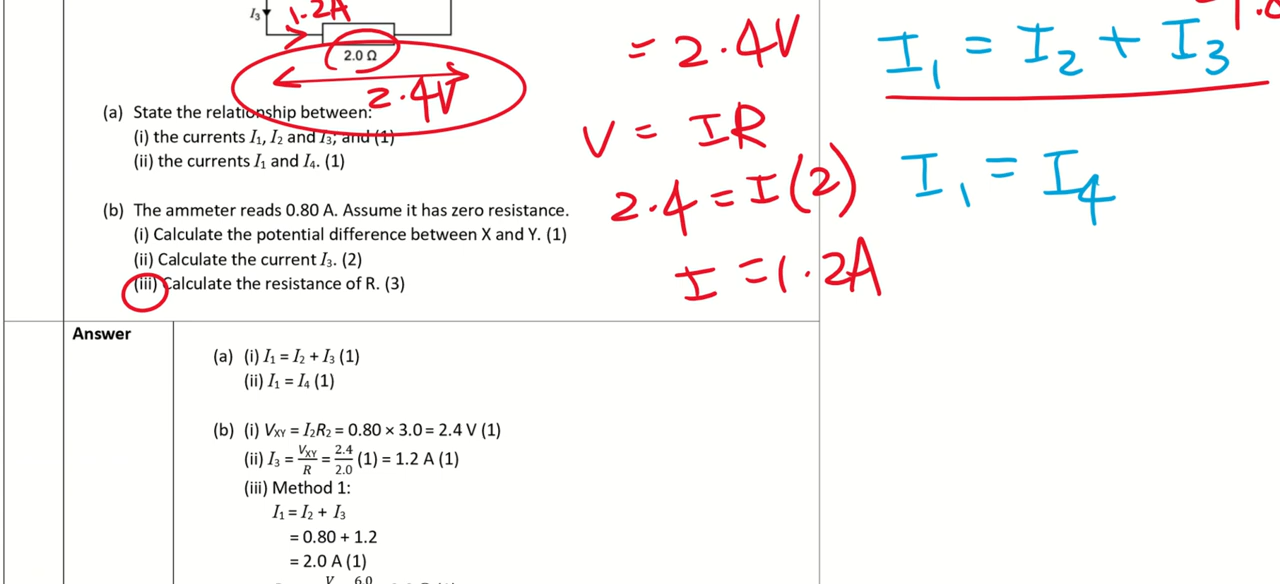 I₃ 1.2A
2.0 Ω
2.4V
= 2.4V
V = IR
2.4 = I(2)
I = 1.2A
I₁ = I₂ + I₃
I₁ = I₄
(a) State the relationship between:
(i) the currents I₁, I₂ and I₃; and (1)
(ii) the currents I₁ and I₄. (1)
(b) The ammeter reads 0.80 A. Assume it has zero resistance.
(i) Calculate the potential difference between X and Y. (1)
(ii) Calculate the current I₃. (2)
(iii) Calculate the resistance of R. (3)
Answer
(a) (i) I₁ = I₂ + I₃ (1)
(ii) I₁ = I₄ (1)
(b) (i) VXY = I₂R₂ = 0.80 × 3.0 = 2.4 V (1)
(ii) I₃ = VXY/R = 2.4/2.0 (1) = 1.2 A (1)
(iii) Method 1:
I₁ = I₂ + I₃
= 0.80 + 1.2
= 2.0 A (1)